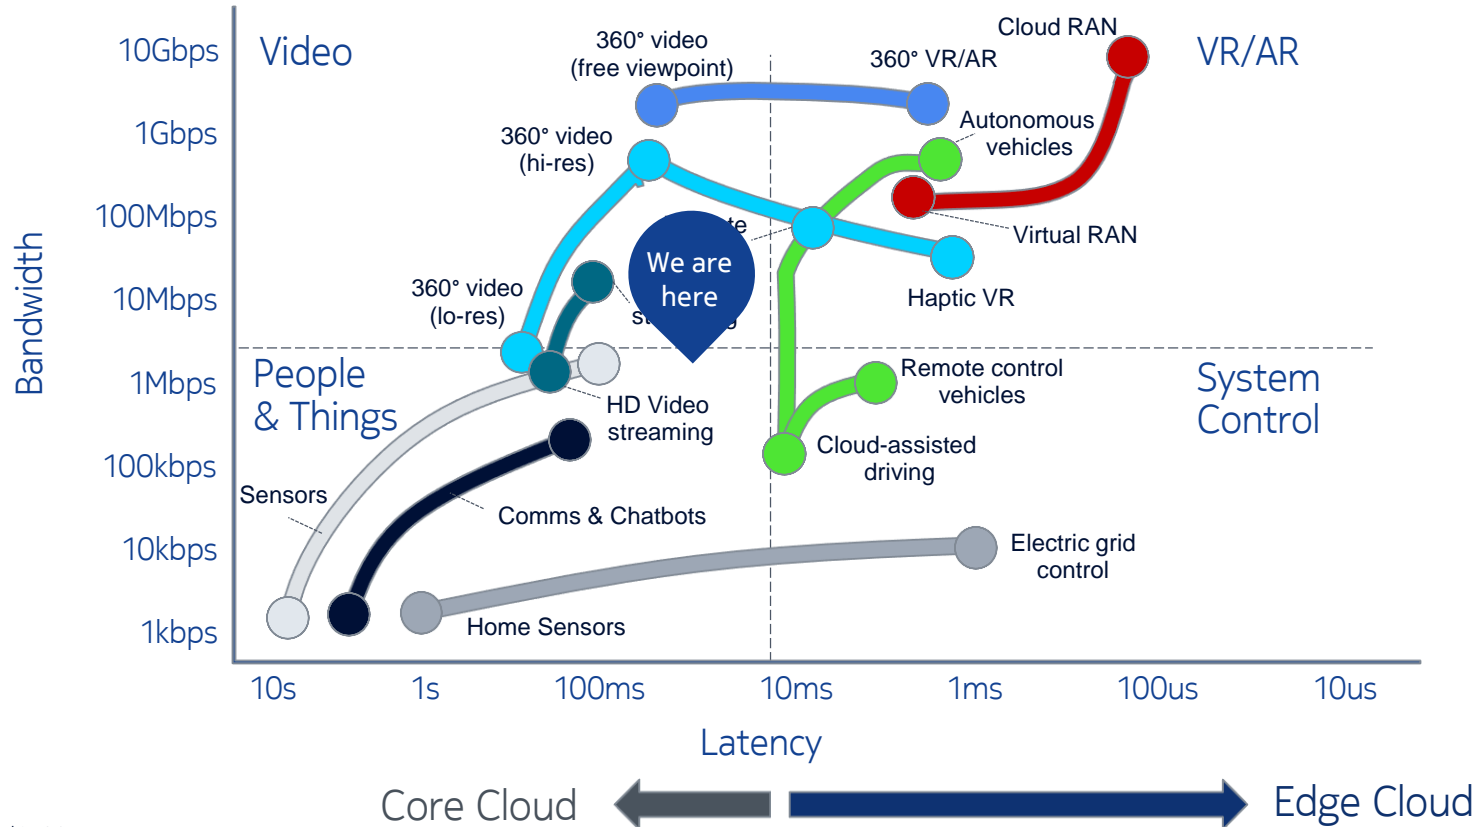 10Gbps
1Gbps
100Mbps
10Mbps
1Mbps
100kbps
10kbps
1kbps
Bandwidth
Video
VR/AR
People
& Things
System
Control
360° video
(free viewpoint)
360° VR/AR
Cloud RAN
360° video
(hi-res)
Autonomous
vehicles
Virtual RAN
We are
here
360° video
(lo-res)
Haptic VR
HD Video
streaming
Remote control
vehicles
Cloud-assisted
driving
Sensors
Comms & Chatbots
Electric grid
control
Home Sensors
10s
1s
100ms
10ms
1ms
100us
10us
Latency
Core Cloud
Edge Cloud